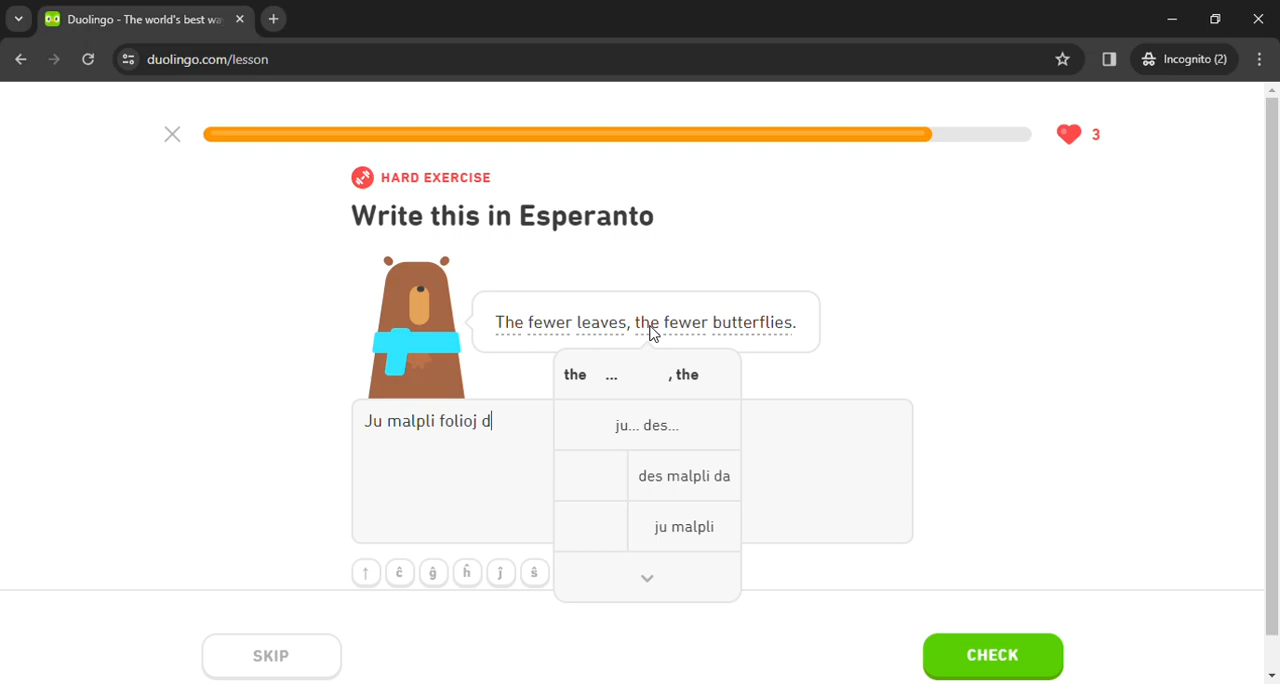 Duolingo - The world's best wa
duolingo.com/lesson
Incognito (2)
3
HARD EXERCISE
Write this in Esperanto
The fewer leaves, the fewer butterflies.
the ... , the
ju... des...
des malpli da
ju malpli
Ju malpli folioj d
↑ ĉ ĝ ĥ ĵ ŝ
SKIP
CHECK